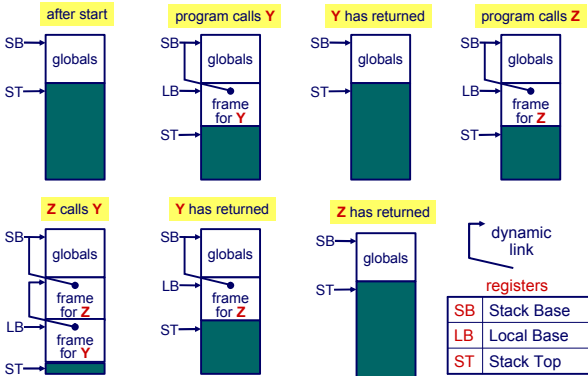 after start
SB
globals
ST
program calls Y
SB
globals
LB
frame
for Y
ST
Y has returned
SB
globals
ST
program calls Z
SB
globals
LB
frame
for Z
ST
Z calls Y
SB
globals
frame
for Z
LB
frame
for Y
ST
Y has returned
SB
globals
LB
frame
for Z
ST
Z has returned
SB
globals
ST
dynamic
link
registers
SB Stack Base
LB Local Base
ST Stack Top